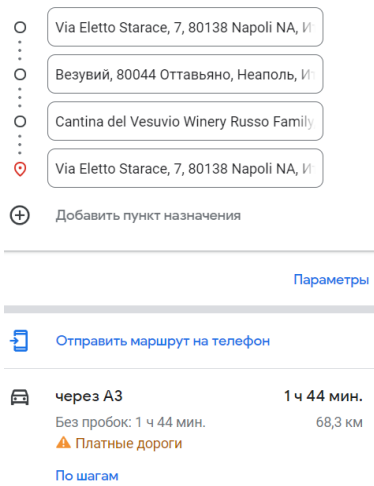 Via Eletto Starace, 7, 80138 Napoli NA, Ит
Везувий, 80044 Оттавьяно, Неаполь, И
Cantina del Vesuvio Winery Russo Family
Via Eletto Starace, 7, 80138 Napoli NA, Ит
Добавить пункт назначения
Параметры
Отправить маршрут на телефон
через A3 1 ч 44 мин.
Без пробок: 1 ч 44 мин. 68,3 км
Платные дороги
По шагам